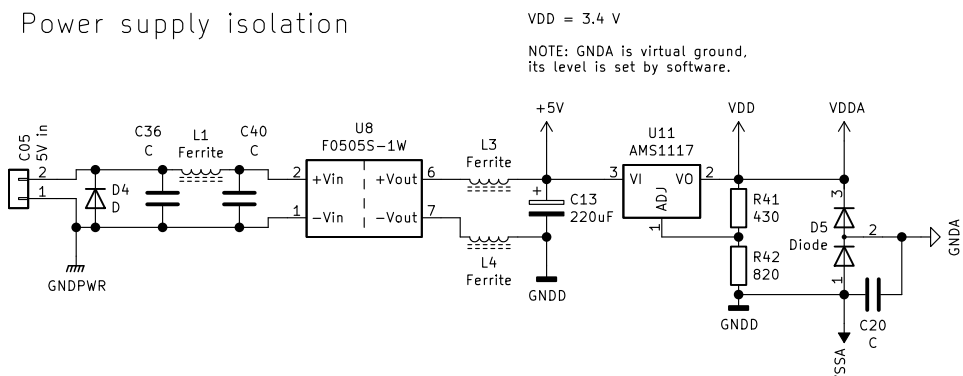 Power supply isolation
VDD = 3.4 V
NOTE: GNDA is virtual ground,
its level is set by software.
C05
5V in
2
1
D4
D
GNDPWR
C36
C
L1
Ferrite
C40
C
U8
F0505S-1W
2
1
+Vin
-Vin
+Vout
-Vout
6
7
L3
Ferrite
L4
Ferrite
+5V
+
C13
220uF
GNDD
U11
AMS1117
3
VI
VO
2
ADJ
1
VDD
R41
430
R42
820
GNDD
VDDA
3
D5
Diode
2
1
GNDA
C20
C